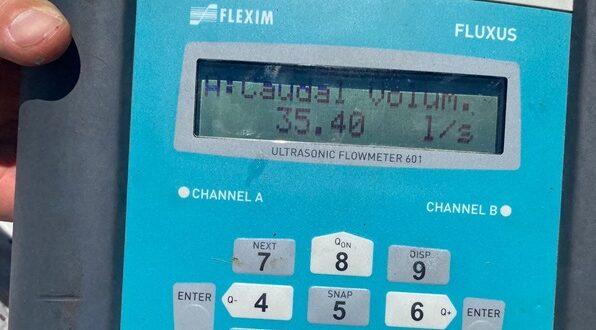 FLEXIM
FLUXUS
A:Caudal Volum.
35.40 l/s
ULTRASONIC FLOWMETER 601
CHANNEL A
CHANNEL B
NEXT
7
QON
8
DISP
9
ENTER
Q-
4
SNAP
5
6
Q+
ENTER